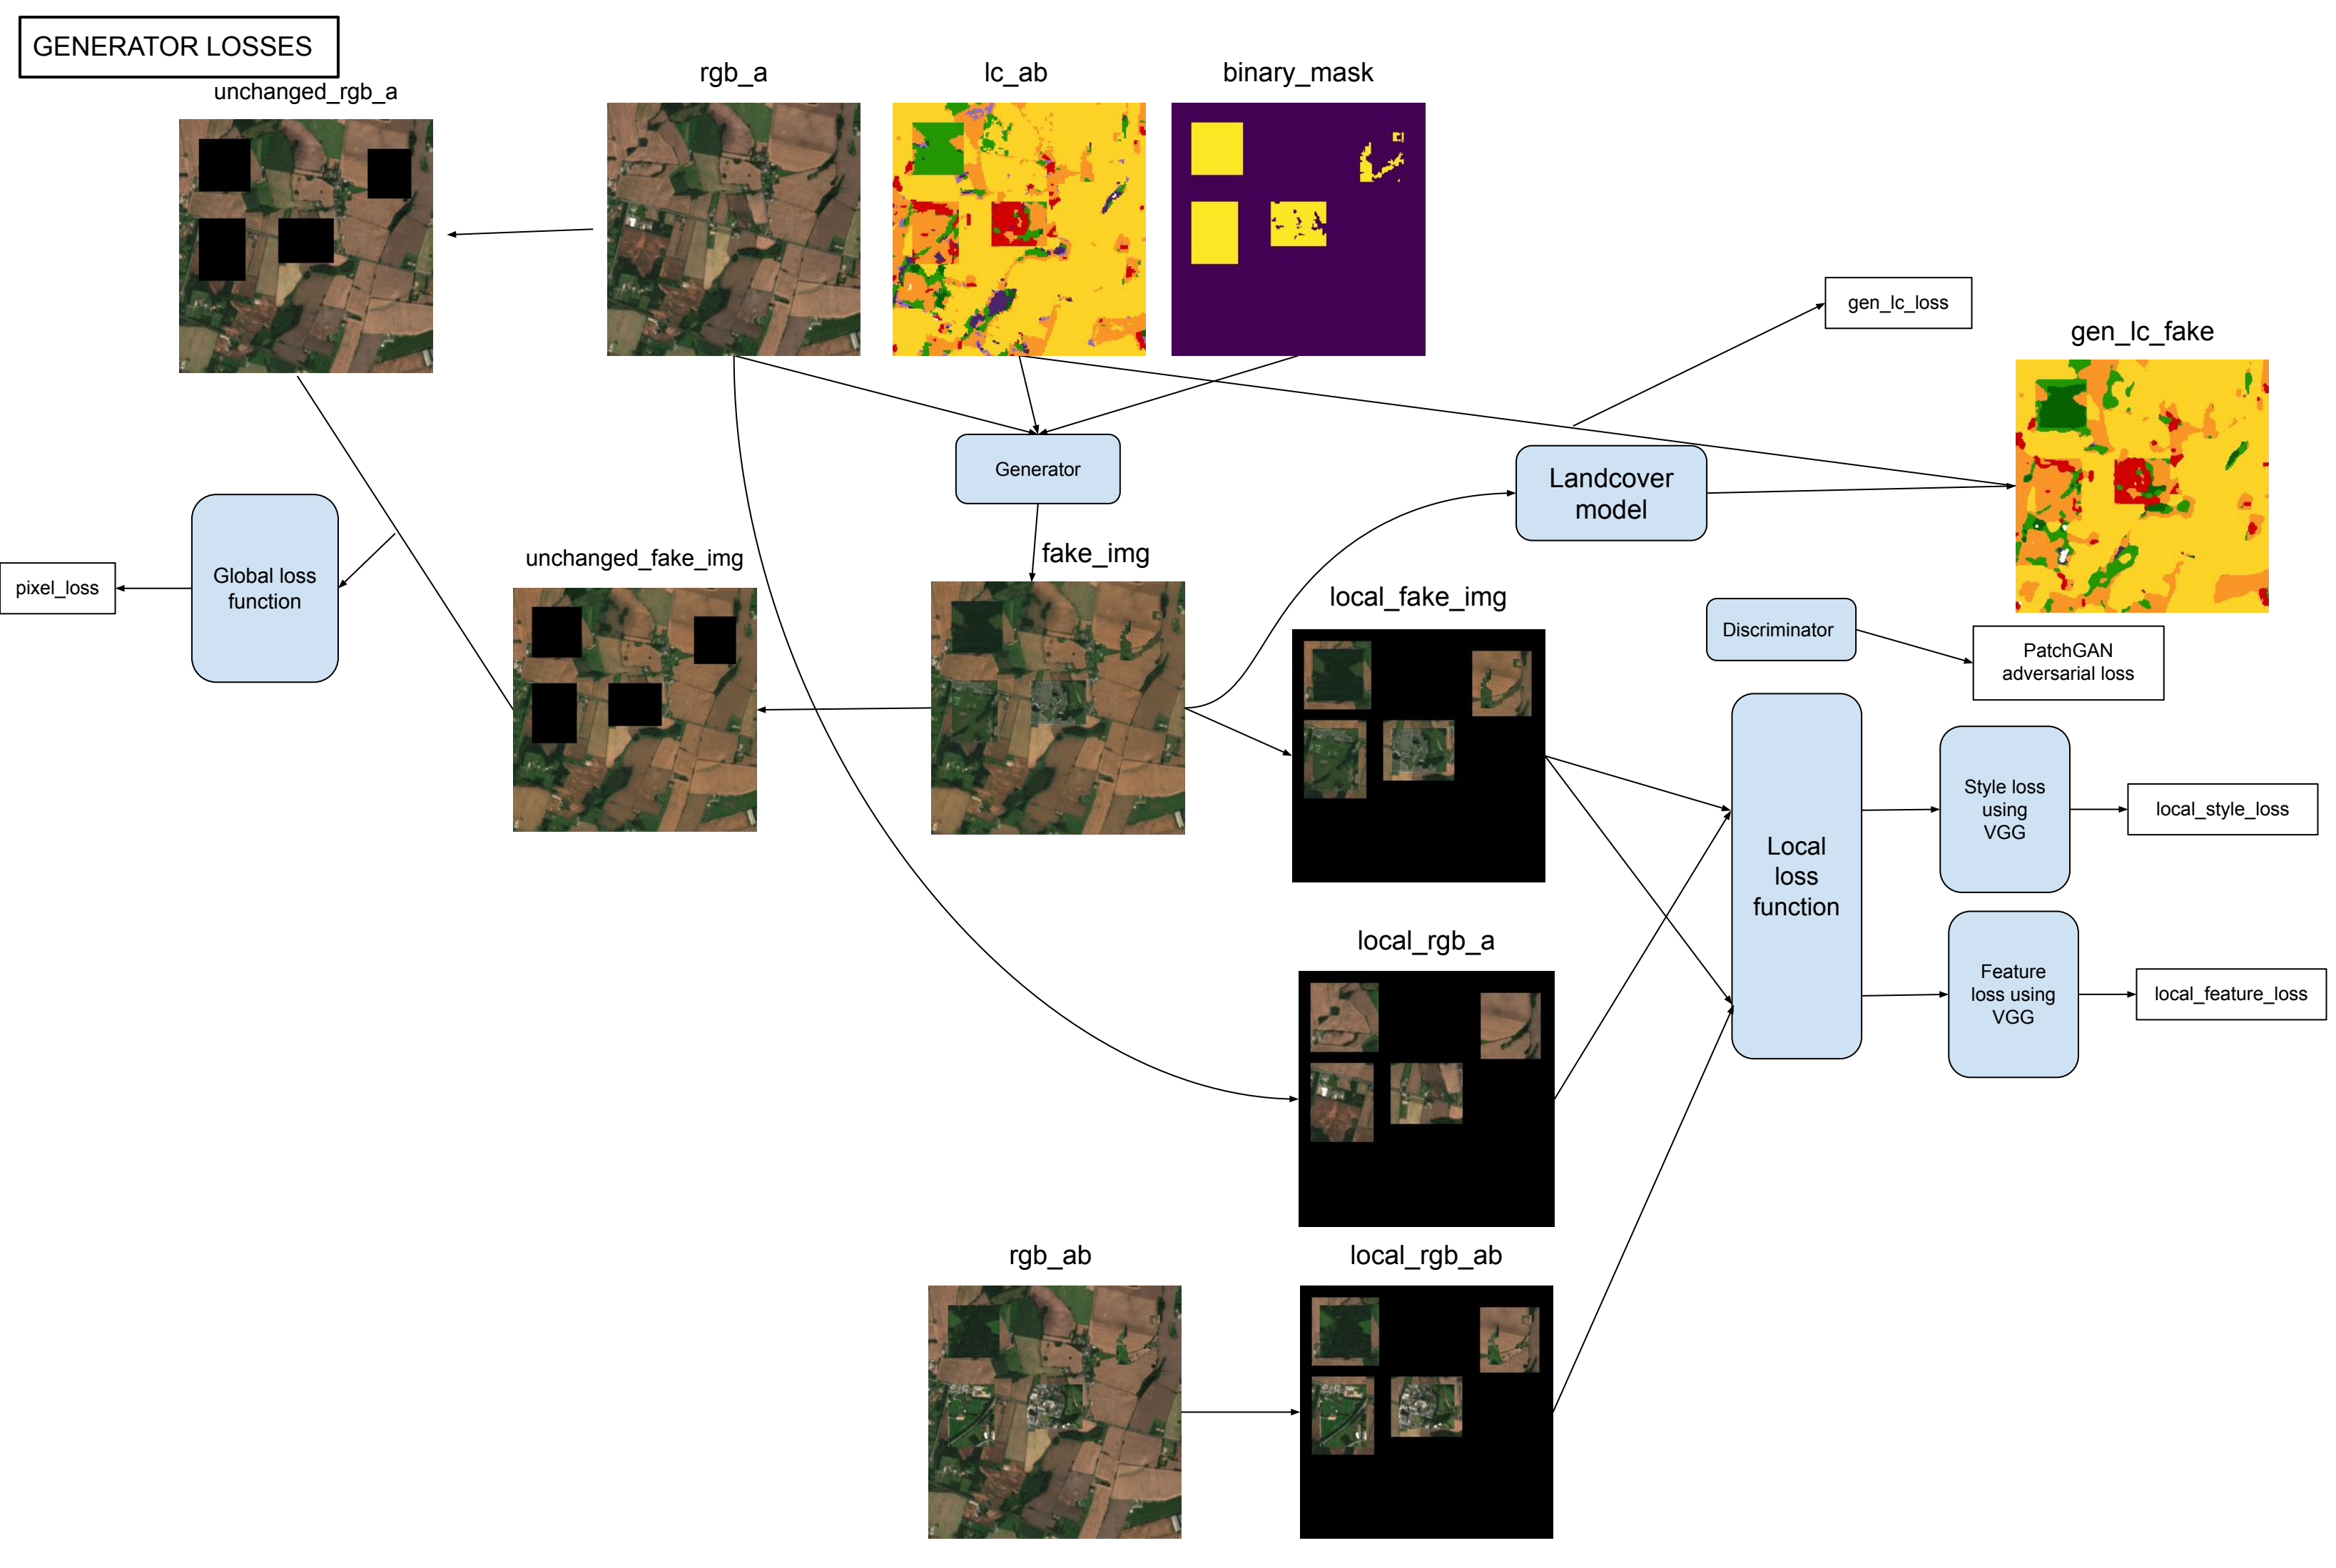 GENERATOR LOSSES
unchanged_rgb_a
rgb_a
lc_ab
binary_mask
gen_lc_loss
gen_lc_fake
Generator
Landcover
model
Global loss
function
pixel_loss
unchanged_fake_img
fake_img
local_fake_img
Discriminator
PatchGAN
adversarial loss
Local
loss
function
Style loss
using
VGG
local_style_loss
Feature
loss using
VGG
local_feature_loss
local_rgb_a
rgb_ab
local_rgb_ab